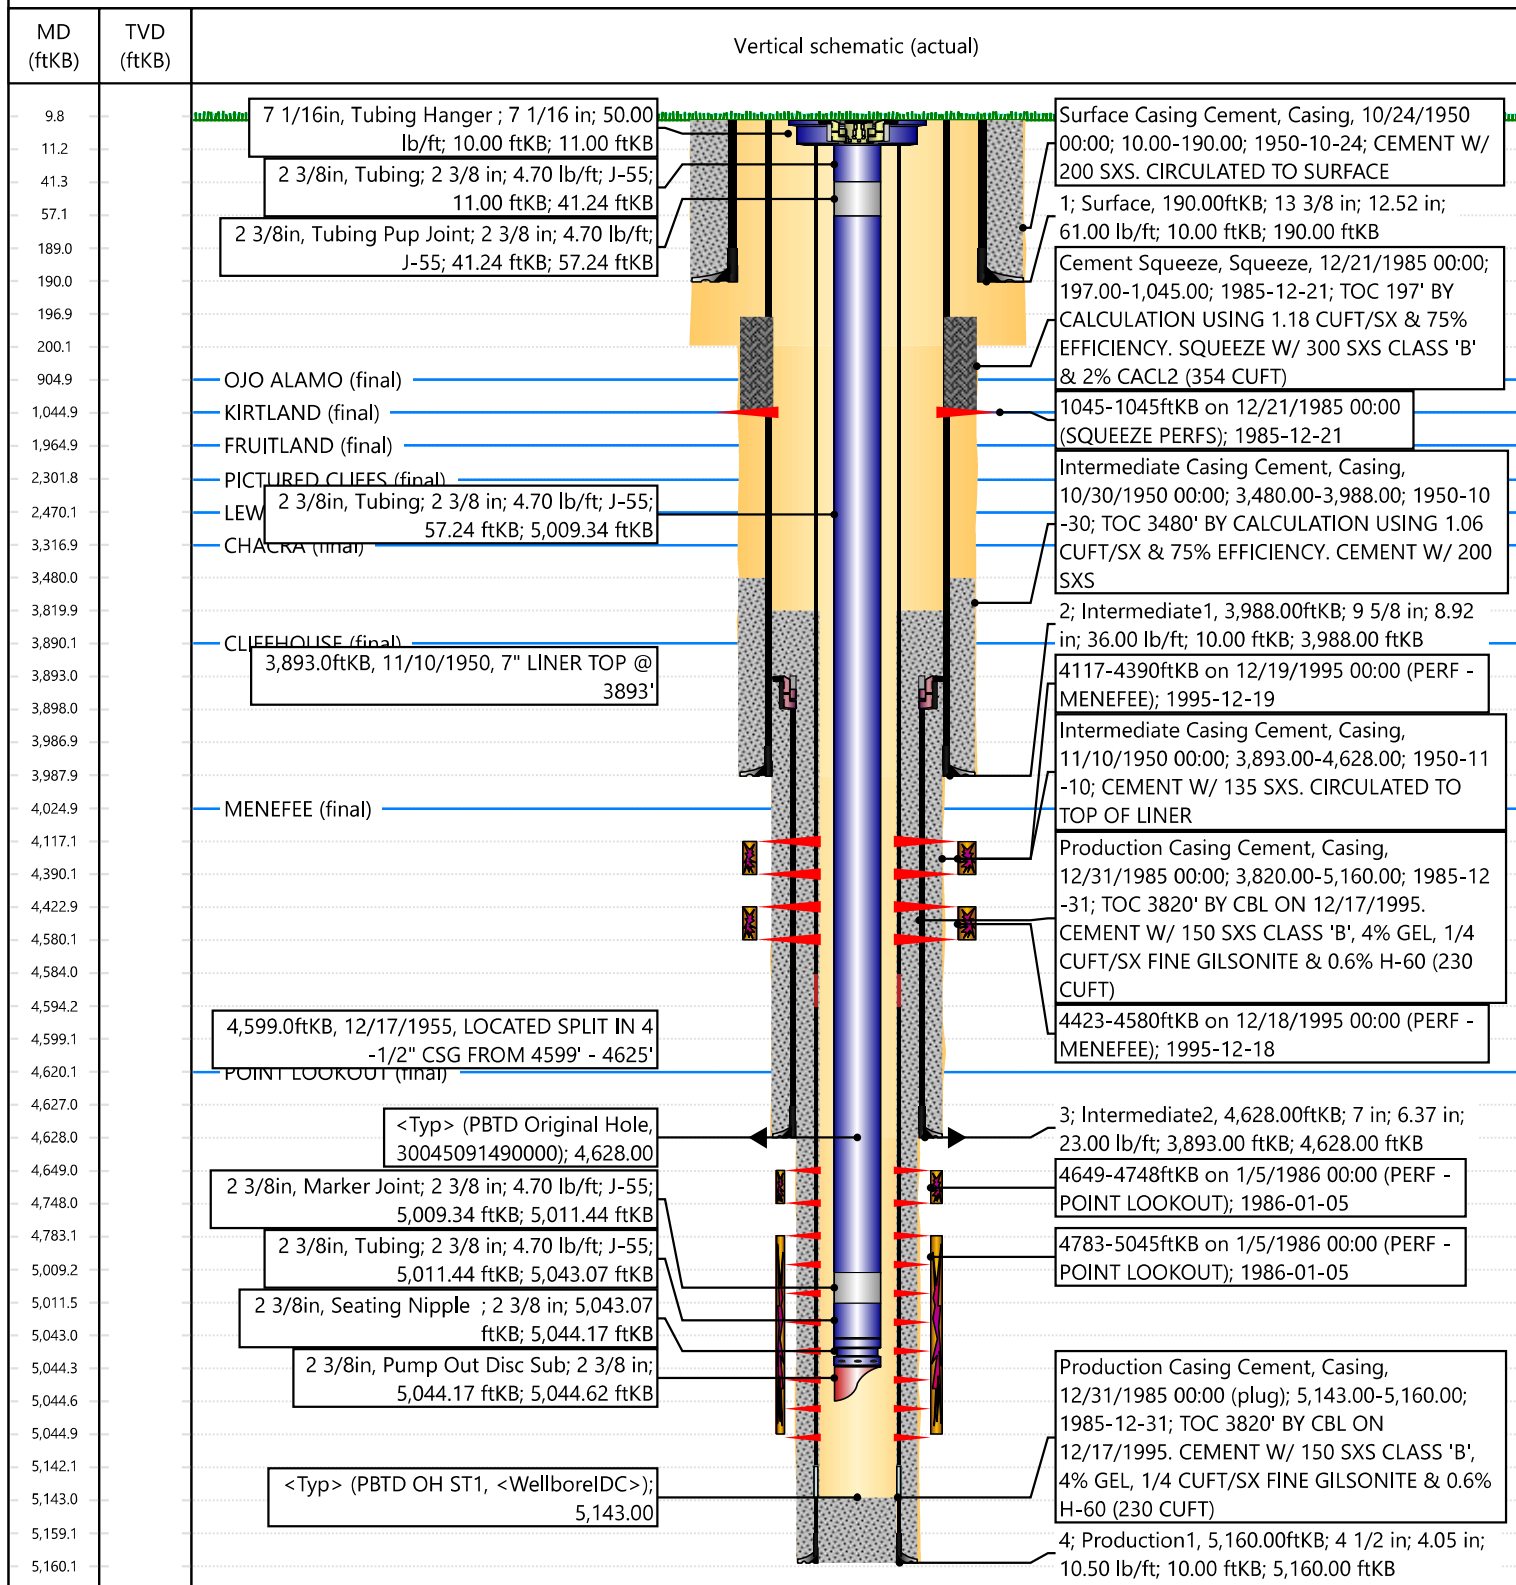 MD
(ftKB)
TVD
(ftKB)
Vertical schematic (actual)
9.8
11.2
41.3
57.1
189.0
190.0
196.9
200.1
904.9
1,044.9
1,964.9
2,301.8
2,470.1
3,316.9
3,480.0
3,819.9
3,890.1
3,893.0
3,898.0
3,986.9
3,987.9
4,024.9
4,117.1
4,390.1
4,422.9
4,580.1
4,584.0
4,594.2
4,599.1
4,620.1
4,627.0
4,628.0
4,649.0
4,748.0
4,783.1
5,009.2
5,011.5
5,043.0
5,044.3
5,044.6
5,044.9
5,142.1
5,143.0
5,159.1
5,160.1
7 1/16in, Tubing Hanger ; 7 1/16 in; 50.00
lb/ft; 10.00 ftKB; 11.00 ftKB
2 3/8in, Tubing; 2 3/8 in; 4.70 lb/ft; J-55;
11.00 ftKB; 41.24 ftKB
2 3/8in, Tubing Pup Joint; 2 3/8 in; 4.70 lb/ft;
J-55; 41.24 ftKB; 57.24 ftKB
OJO ALAMO (final)
KIRTLAND (final)
FRUITLAND (final)
PICTURED CLIFFS (final)
LEW
2 3/8in, Tubing; 2 3/8 in; 4.70 lb/ft; J-55;
57.24 ftKB; 5,009.34 ftKB
CHACRA (final)
CLIFFHOUSE (final)
3,893.0ftKB, 11/10/1950, 7" LINER TOP @
3893'
MENEFEE (final)
4,599.0ftKB, 12/17/1955, LOCATED SPLIT IN 4
-1/2" CSG FROM 4599' - 4625'
POINT LOOKOUT (final)
<Typ> (PBTD Original Hole,
30045091490000); 4,628.00
2 3/8in, Marker Joint; 2 3/8 in; 4.70 lb/ft; J-55;
5,009.34 ftKB; 5,011.44 ftKB
2 3/8in, Tubing; 2 3/8 in; 4.70 lb/ft; J-55;
5,011.44 ftKB; 5,043.07 ftKB
2 3/8in, Seating Nipple  ; 2 3/8 in; 5,043.07
ftKB; 5,044.17 ftKB
2 3/8in, Pump Out Disc Sub; 2 3/8 in;
5,044.17 ftKB; 5,044.62 ftKB
<Typ> (PBTD OH ST1, <WellboreIDC>);
5,143.00
Surface Casing Cement, Casing, 10/24/1950
00:00; 10.00-190.00; 1950-10-24; CEMENT W/
200 SXS. CIRCULATED TO SURFACE
1; Surface, 190.00ftKB; 13 3/8 in; 12.52 in;
61.00 lb/ft; 10.00 ftKB; 190.00 ftKB
Cement Squeeze, Squeeze, 12/21/1985 00:00;
197.00-1,045.00; 1985-12-21; TOC 197' BY
CALCULATION USING 1.18 CUFT/SX & 75%
EFFICIENCY. SQUEEZE W/ 300 SXS CLASS 'B'
& 2% CACL2 (354 CUFT)
1045-1045ftKB on 12/21/1985 00:00
(SQUEEZE PERFS); 1985-12-21
Intermediate Casing Cement, Casing,
10/30/1950 00:00; 3,480.00-3,988.00; 1950-10
-30; TOC 3480' BY CALCULATION USING 1.06
CUFT/SX & 75% EFFICIENCY. CEMENT W/ 200
SXS
2; Intermediate1, 3,988.00ftKB; 9 5/8 in; 8.92
in; 36.00 lb/ft; 10.00 ftKB; 3,988.00 ftKB
4117-4390ftKB on 12/19/1995 00:00 (PERF -
MENEFEE); 1995-12-19
Intermediate Casing Cement, Casing,
11/10/1950 00:00; 3,893.00-4,628.00; 1950-11
-10; CEMENT W/ 135 SXS. CIRCULATED TO
TOP OF LINER
Production Casing Cement, Casing,
12/31/1985 00:00; 3,820.00-5,160.00; 1985-12
-31; TOC 3820' BY CBL ON 12/17/1995.
CEMENT W/ 150 SXS CLASS 'B', 4% GEL, 1/4
CUFT/SX FINE GILSONITE & 0.6% H-60 (230
CUFT)
4423-4580ftKB on 12/18/1995 00:00 (PERF -
MENEFEE); 1995-12-18
3; Intermediate2, 4,628.00ftKB; 7 in; 6.37 in;
23.00 lb/ft; 3,893.00 ftKB; 4,628.00 ftKB
4649-4748ftKB on 1/5/1986 00:00 (PERF -
POINT LOOKOUT); 1986-01-05
4783-5045ftKB on 1/5/1986 00:00 (PERF -
POINT LOOKOUT); 1986-01-05
Production Casing Cement, Casing,
12/31/1985 00:00 (plug); 5,143.00-5,160.00;
1985-12-31; TOC 3820' BY CBL ON
12/17/1995. CEMENT W/ 150 SXS CLASS 'B',
4% GEL, 1/4 CUFT/SX FINE GILSONITE & 0.6%
H-60 (230 CUFT)
4; Production1, 5,160.00ftKB; 4 1/2 in; 4.05 in;
10.50 lb/ft; 10.00 ftKB; 5,160.00 ftKB